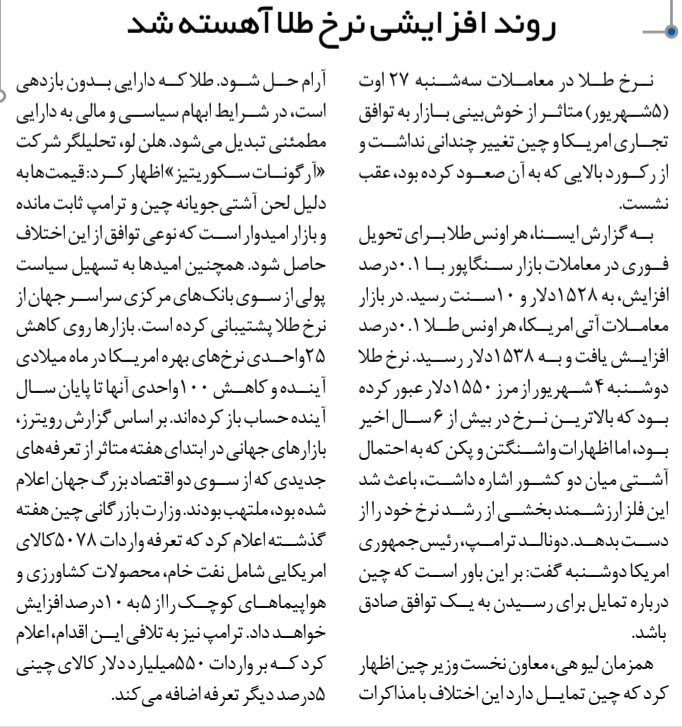 روند افزایشی نرخ طلا آهسته شد
نرخ طلا در معاملات سه‌شنبه ۲۷ اوت
(۵شهریور) متاثر از خوش‌بینی بازار به توافق
تجاری امریکا و چین تغییر چندانی نداشت و
از رکورد بالایی که به آن صعود کرده بود، عقب
نشست.
به گزارش ایسنا، هر اونس طلا برای تحویل
فوری در معاملات بازار سنگاپور با ۰.۱درصد
افزایش، به ۱۵۲۸دلار و ۱۰سنت رسید. در بازار
معاملات آتی امریکا، هر اونس طلا ۰.۱درصد
افزایش یافت و به ۱۵۳۸دلار رسید. نرخ طلا
دوشنبه ۴شهریور از مرز ۱۵۵۰دلار عبور کرده
بود که بالاترین نرخ در بیش از ۶سال اخیر
بود، اما اظهارات واشنگتن و پکن که به احتمال
آشتی میان دو کشور اشاره داشت، باعث شد
این فلز ارزشمند بخشی از رشد نرخ خود را از
دست بدهد. دونالد ترامپ، رئیس‌جمهوری
امریکا دوشنبه گفت: بر این باور است که چین
درباره تمایل برای رسیدن به یک توافق صادق
باشد.
همزمان لیو هی، معاون نخست‌وزیر چین اظهار
کرد که چین تمایل دارد این اختلاف با مذاکرات
آرام حل شود. طلا که دارایی بدون بازدهی
است، در شرایط ابهام سیاسی و مالی به دارایی
مطمئنی تبدیل می‌شود. هلن لو، تحلیلگر شرکت
«آرگونات سکوریتیز» اظهار کرد: قیمت‌ها به
دلیل لحن آشتی‌جویانه چین و ترامپ ثابت مانده
و بازار امیدوار است که نوعی توافق از این اختلاف
حاصل شود. همچنین امیدها به تسهیل سیاست
پولی از سوی بانک‌های مرکزی سراسر جهان از
نرخ طلا پشتیبانی کرده است. بازارها روی کاهش
۲۵واحدی نرخ‌های بهره امریکا در ماه میلادی
آینده و کاهش ۱۰۰واحدی آنها تا پایان سال
آینده حساب باز کرده‌اند. بر اساس گزارش رویترز،
بازارهای جهانی در ابتدای هفته متاثر از تعرفه‌های
جدیدی که از سوی دو اقتصاد بزرگ جهان اعلام
شده بود، ملتهب بودند. وزارت بازرگانی چین هفته
گذشته اعلام کرد که تعرفه واردات ۵۰۷۸کالای
امریکایی شامل نفت خام، محصولات کشاورزی و
هواپیماهای کوچک را از ۵به ۱۰درصد افزایش
خواهد داد. ترامپ نیز به تلافی این اقدام، اعلام
کرد که بر واردات ۵۵۰میلیارد دلار کالای چینی
۵درصد دیگر تعرفه اضافه می‌کند.